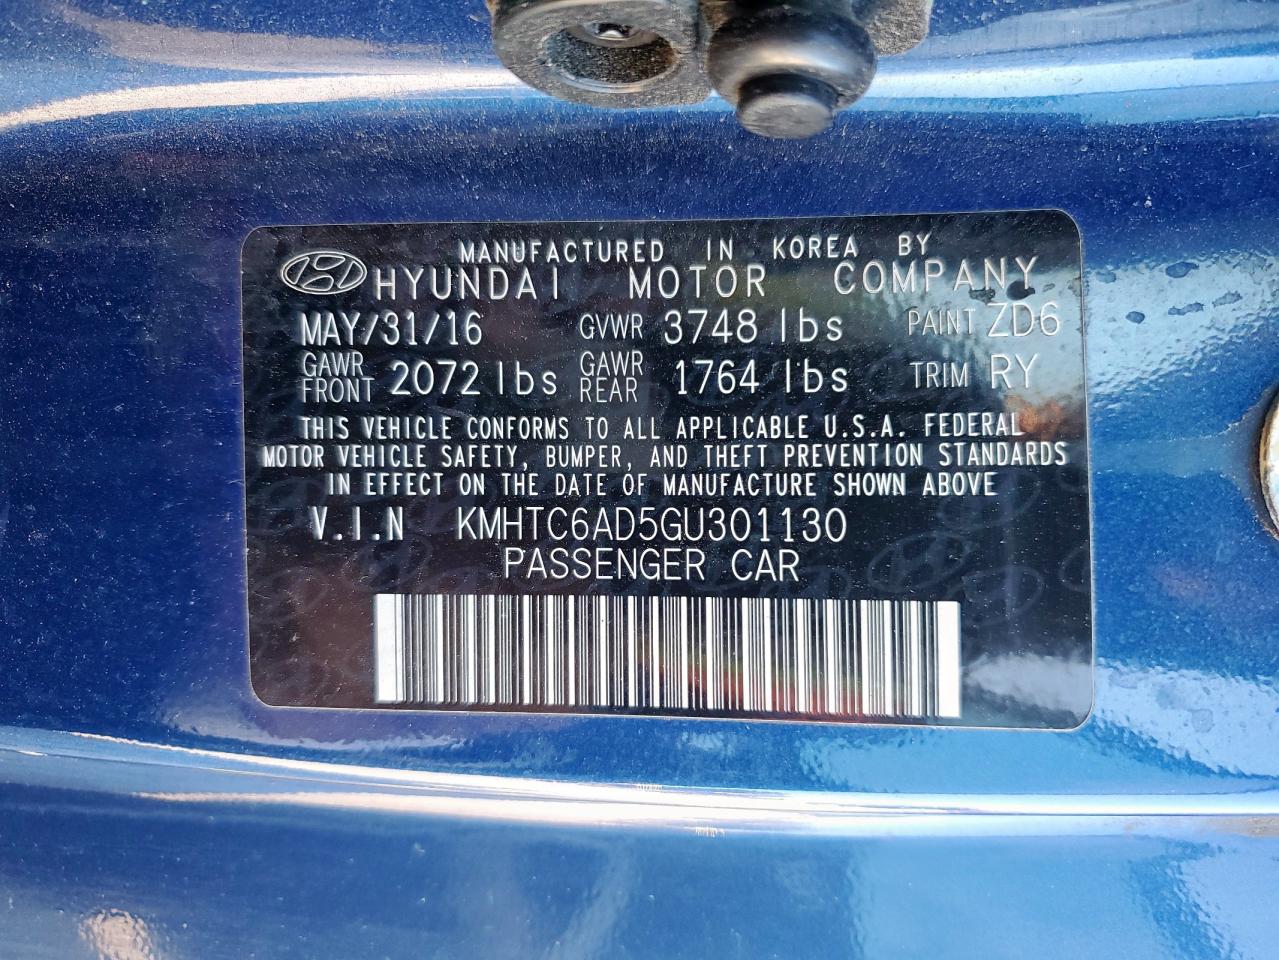 MANUFACTURED IN KOREA BY
HYUNDAI MOTOR COMPANY
MAY/31/16 GVWR 3748 lbs PAINT ZD6
GAWR FRONT 2072 lbs GAWR REAR 1764 lbs TRIM RY
THIS VEHICLE CONFORMS TO ALL APPLICABLE U.S.A. FEDERAL
MOTOR VEHICLE SAFETY, BUMPER, AND THEFT PREVENTION STANDARDS
IN EFFECT ON THE DATE OF MANUFACTURE SHOWN ABOVE
V.I.N KMHTC6AD5GU301130
PASSENGER CAR